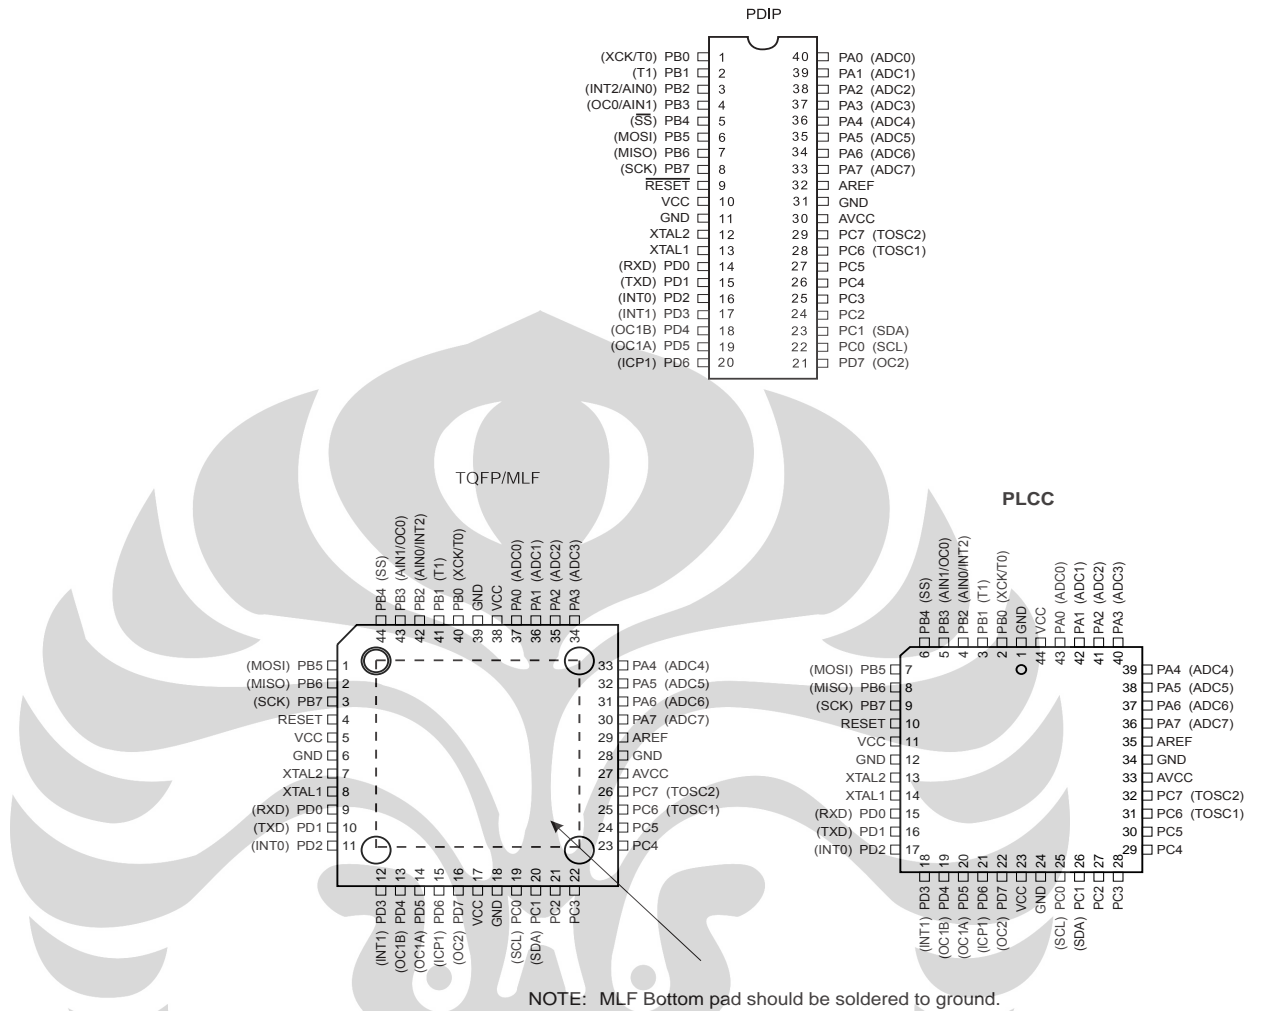 PDIP
(XCK/T0) PB0 1 40 PA0 (ADC0)
(T1) PB1 2 39 PA1 (ADC1)
(INT2/AIN0) PB2 3 38 PA2 (ADC2)
(OC0/AIN1) PB3 4 37 PA3 (ADC3)
(SS) PB4 5 36 PA4 (ADC4)
(MOSI) PB5 6 35 PA5 (ADC5)
(MISO) PB6 7 34 PA6 (ADC6)
(SCK) PB7 8 33 PA7 (ADC7)
RESET 9 32 AREF
VCC 10 31 GND
GND 11 30 AVCC
XTAL2 12 29 PC7 (TOSC2)
XTAL1 13 28 PC6 (TOSC1)
(RXD) PD0 14 27 PC5
(TXD) PD1 15 26 PC4
(INT0) PD2 16 25 PC3
(INT1) PD3 17 24 PC2
(OC1B) PD4 18 23 PC1 (SDA)
(OC1A) PD5 19 22 PC0 (SCL)
(ICP1) PD6 20 21 PD7 (OC2)
TQFP/MLF
44 PB4 (SS)
43 PB3 (AIN1/OC0)
42 PB2 (AIN0/INT2)
41 PB1 (T1)
40 PB0 (XCK/T0)
39 GND
38 VCC
37 PA0 (ADC0)
36 PA1 (ADC1)
35 PA2 (ADC2)
34 PA3 (ADC3)
(MOSI) PB5 1 33 PA4 (ADC4)
(MISO) PB6 2 32 PA5 (ADC5)
(SCK) PB7 3 31 PA6 (ADC6)
RESET 4 30 PA7 (ADC7)
VCC 5 29 AREF
GND 6 28 GND
XTAL2 7 27 AVCC
XTAL1 8 26 PC7 (TOSC2)
(RXD) PD0 9 25 PC6 (TOSC1)
(TXD) PD1 10 24 PC5
(INT0) PD2 11 23 PC4
(INT1) PD3 12
(OC1B) PD4 13
(OC1A) PD5 14
(ICP1) PD6 15
(OC2) PD7 16
VCC 17
GND 18
(SCL) PC0 19
(SDA) PC1 20
PC2 21
PC3 22
PLCC
6 PB4 (SS)
5 PB3 (AIN1/OC0)
4 PB2 (AIN0/INT2)
3 PB1 (T1)
2 PB0 (XCK/T0)
1 GND
44 VCC
43 PA0 (ADC0)
42 PA1 (ADC1)
41 PA2 (ADC2)
40 PA3 (ADC3)
(MOSI) PB5 7 39 PA4 (ADC4)
(MISO) PB6 8 38 PA5 (ADC5)
(SCK) PB7 9 37 PA6 (ADC6)
RESET 10 36 PA7 (ADC7)
VCC 11 35 AREF
GND 12 34 GND
XTAL2 13 33 AVCC
XTAL1 14 32 PC7 (TOSC2)
(RXD) PD0 15 31 PC6 (TOSC1)
(TXD) PD1 16 30 PC5
(INT0) PD2 17 29 PC4
(INT1) PD3 18
(OC1B) PD4 19
(OC1A) PD5 20
(ICP1) PD6 21
(OC2) PD7 22
VCC 23
GND 24
(SCL) PC0 25
(SDA) PC1 26
PC2 27
PC3 28
NOTE: MLF Bottom pad should be soldered to ground.